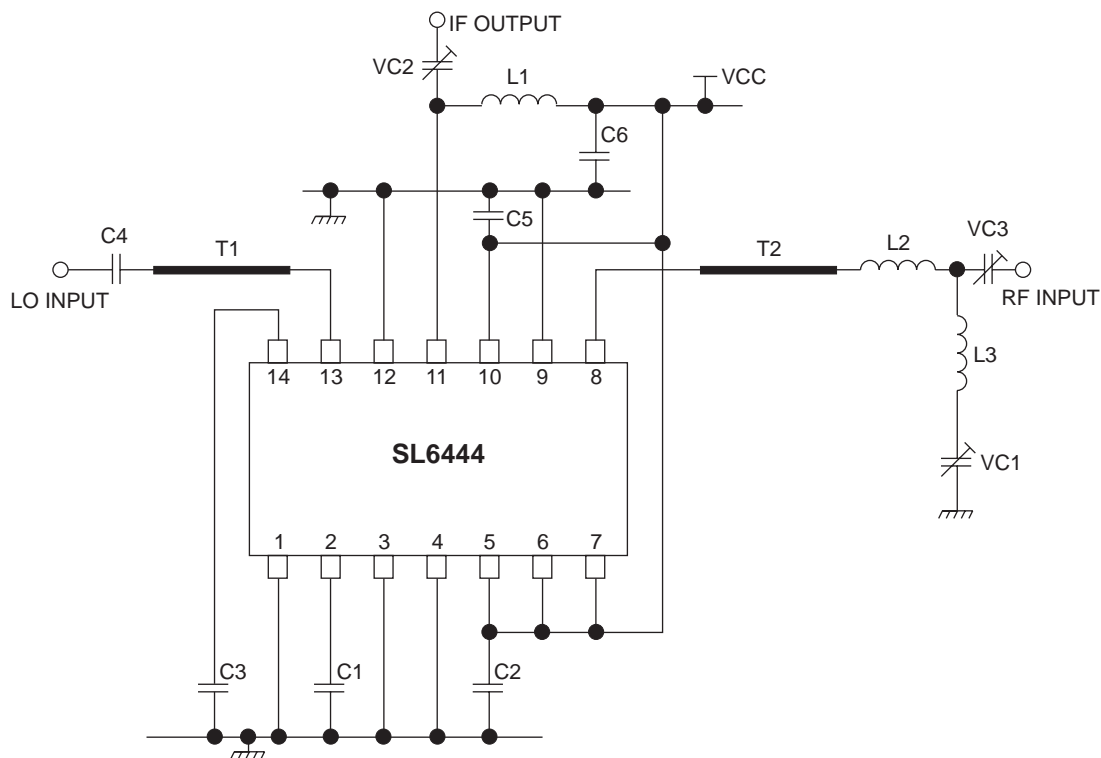 IF OUTPUT
VC2
L1
VCC
C6
C5
C4
T1
T2
L2
VC3
LO INPUT
RF INPUT
14 13 12 11 10 9 8
L3
SL6444
VC1
1 2 3 4 5 6 7
C3
C1
C2